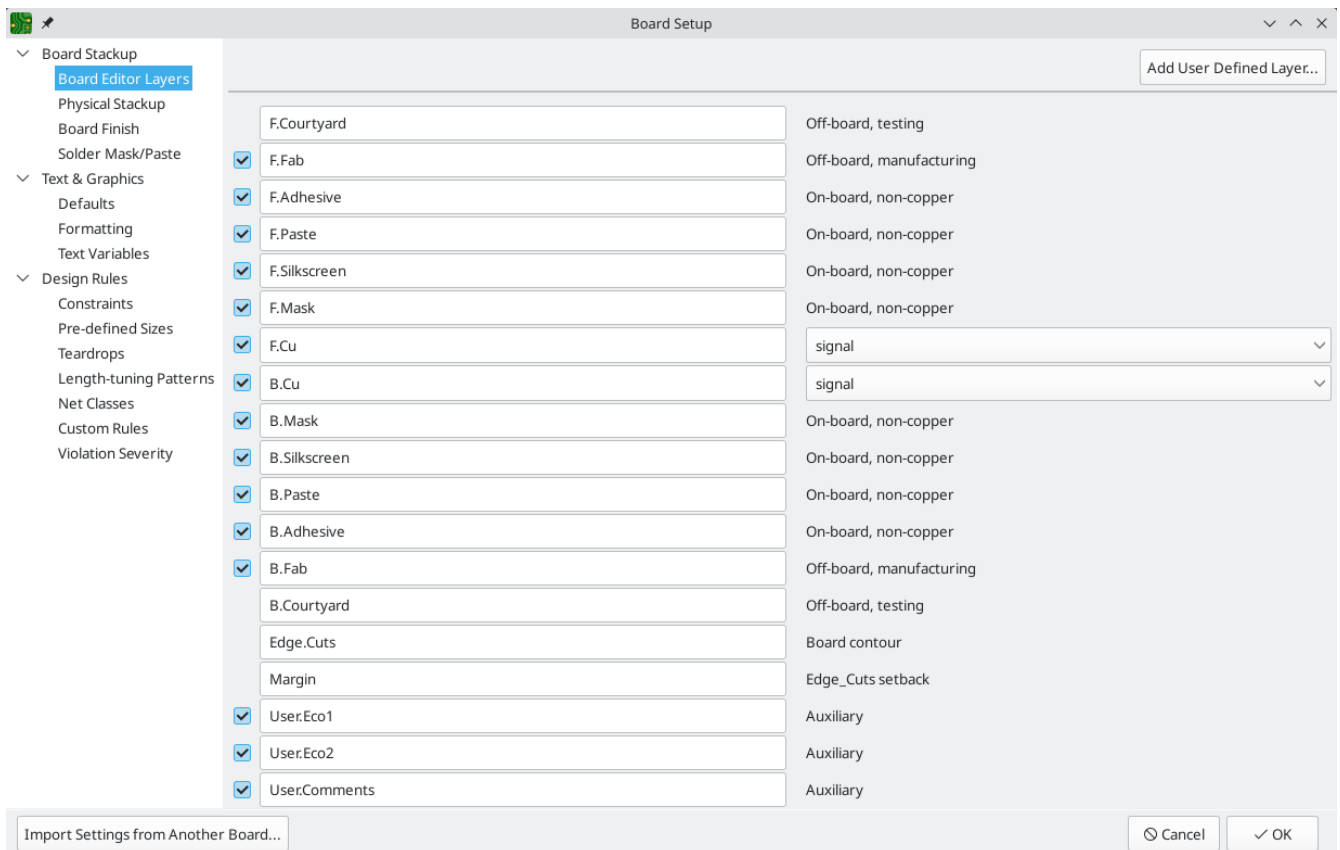 Board Setup
Board Stackup
Board Editor Layers
Physical Stackup
Board Finish
Solder Mask/Paste
Text & Graphics
Defaults
Formatting
Text Variables
Design Rules
Constraints
Pre-defined Sizes
Teardrops
Length-tuning Patterns
Net Classes
Custom Rules
Violation Severity
Add User Defined Layer...
F.Courtyard Off-board, testing
F.Fab Off-board, manufacturing
F.Adhesive On-board, non-copper
F.Paste On-board, non-copper
F.Silkscreen On-board, non-copper
F.Mask On-board, non-copper
F.Cu signal
B.Cu signal
B.Mask On-board, non-copper
B.Silkscreen On-board, non-copper
B.Paste On-board, non-copper
B.Adhesive On-board, non-copper
B.Fab Off-board, manufacturing
B.Courtyard Off-board, testing
Edge.Cuts Board contour
Margin Edge_Cuts setback
User.Eco1 Auxiliary
User.Eco2 Auxiliary
User.Comments Auxiliary
Import Settings from Another Board... Cancel OK